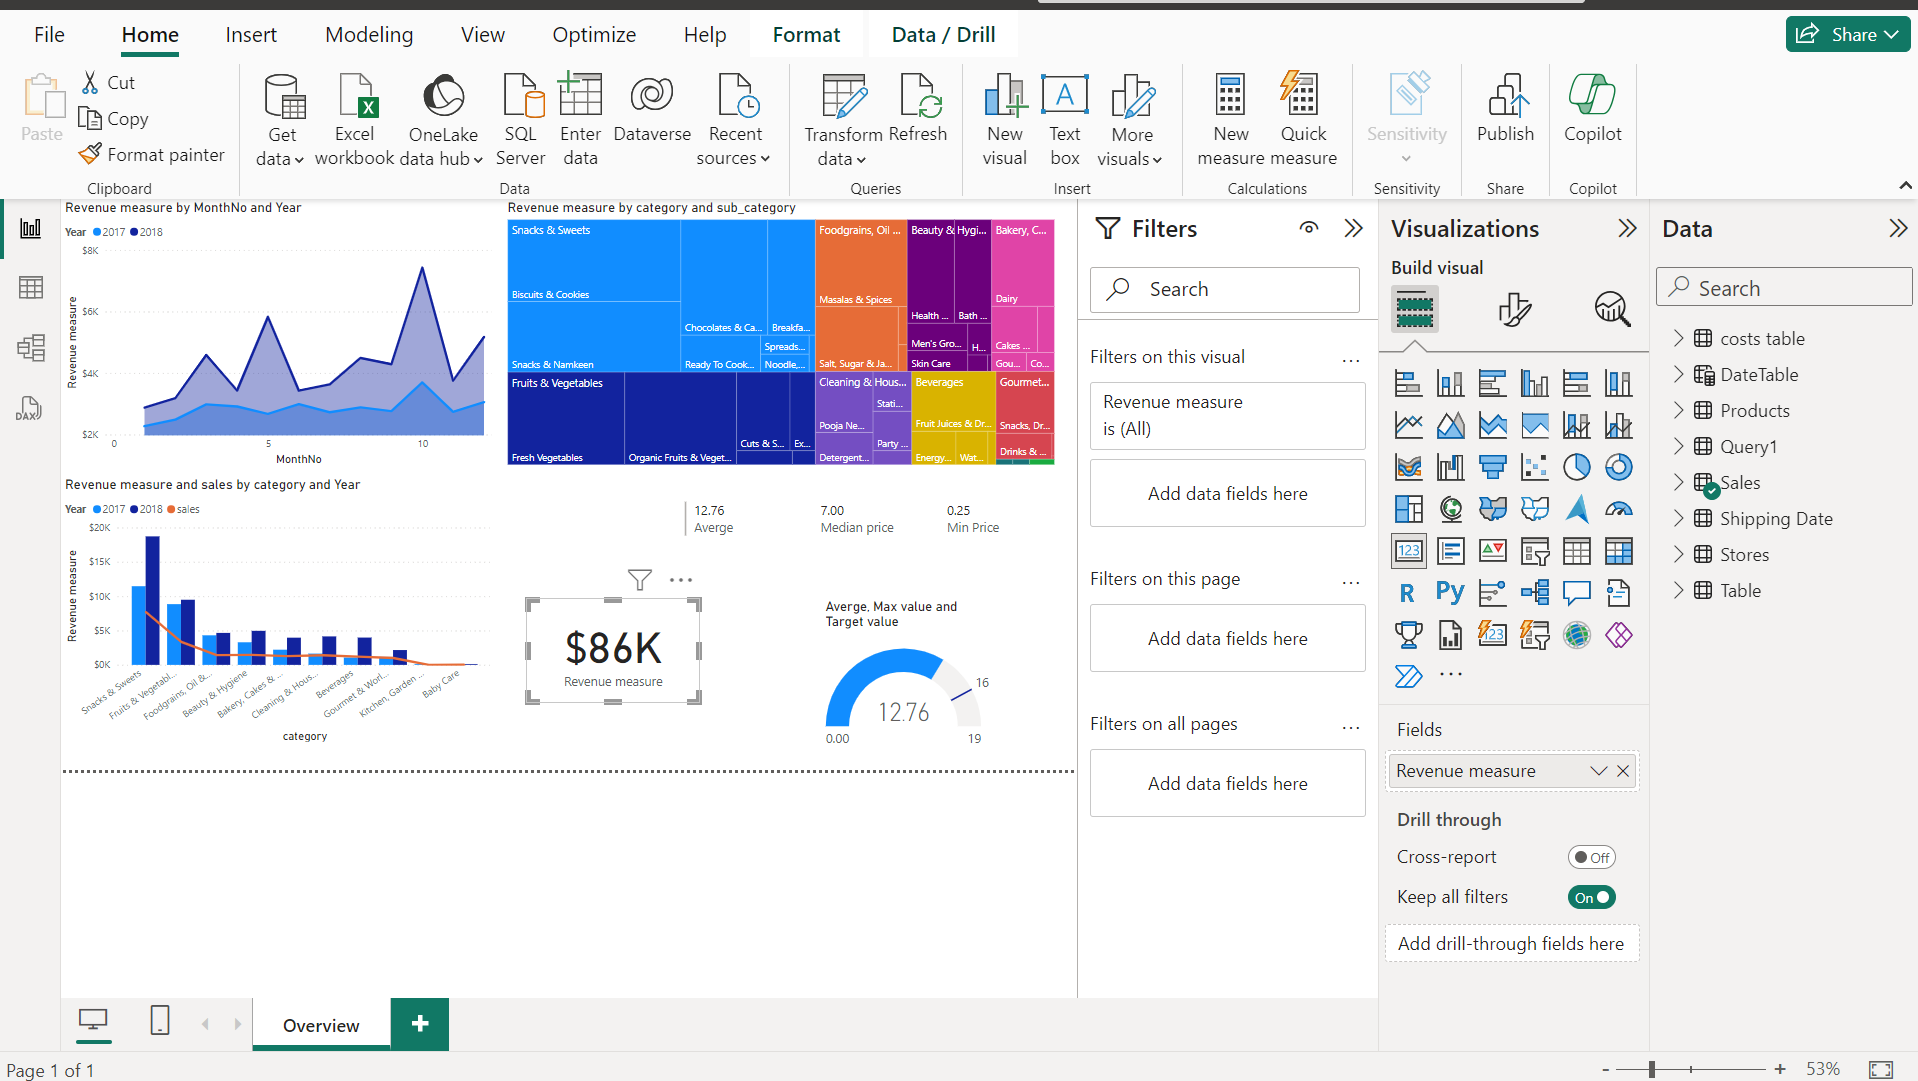 File Home Insert Modeling View Optimize Help Format Data / Drill Share
Paste
Cut
Copy
Format painter
Clipboard
Get data
Excel workbook
OneLake data hub
SQL Server
Enter data
Dataverse
Recent sources
Data
Transform data
Refresh
Queries
New visual
Text box
More visuals
Insert
New measure
Quick measure
Calculations
Sensitivity
Sensitivity
Publish
Share
Copilot
Copilot
Revenue measure by MonthNo and Year
Year 2017 2018
Revenue measure
$8K
$6K
$4K
$2K
0 5 10
MonthNo
Revenue measure by category and sub_category
Snacks & Sweets
Biscuits & Cookies
Snacks & Namkeen
Chocolates & Ca...
Breakfa...
Ready To Cook...
Spreads...
Noodle,...
Foodgrains, Oil ...
Masalas & Spices
Salt, Sugar & Ja...
Beauty & Hygi...
Health ...
Bath ...
Men's Gro...
H...
Skin Care
Bakery, C...
Dairy
Cakes ...
Gou...
Co...
Fruits & Vegetables
Fresh Vegetables
Organic Fruits & Veget...
Cuts & S...
Ex...
Cleaning & Hous...
Stati...
Pooja Ne...
Party ...
Detergent...
Beverages
Fruit Juices & Dr...
Energy...
Wat...
Gourmet...
Snacks, Dr...
Drinks & ...
Revenue measure and sales by category and Year
Year 2017 2018 sales
Revenue measure
$20K
$15K
$10K
$5K
$0K
Snacks & Sweets
Fruits & Vegetabl...
Foodgrains, Oil &...
Beauty & Hygiene
Bakery, Cakes & ...
Cleaning & Hous...
Beverages
Gourmet & Worl...
Kitchen, Garden ...
Baby Care
category
12.76 7.00 0.25
Averge Median price Min Price
$86K
Revenue measure
Averge, Max value and
Target value
16
12.76
0.00 19
Filters
Search
Filters on this visual
Revenue measure
is (All)
Add data fields here
Filters on this page
Add data fields here
Filters on all pages
Add data fields here
Visualizations
Build visual
123
R
Py
123
Fields
Revenue measure
Drill through
Cross-report Off
Keep all filters On
Add drill-through fields here
Data
Search
costs table
DateTable
Products
Query1
Sales
Shipping Date
Stores
Table
DAX
Overview
+
Page 1 of 1
- + 53%